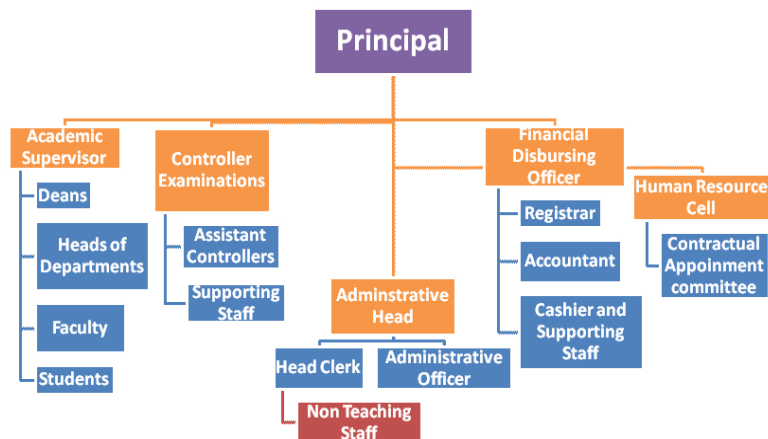 Principal
Academic
Supervisor
Deans
Heads of
Departments
Faculty
Students
Controller
Examinations
Assistant
Controllers
Supporting
Staff
Adminstrative
Head
Head Clerk
Administrative
Officer
Non Teaching
Staff
Financial
Disbursing
Officer
Registrar
Accountant
Cashier and
Supporting
Staff
Human Resource
Cell
Contractual
Appoinment
committee